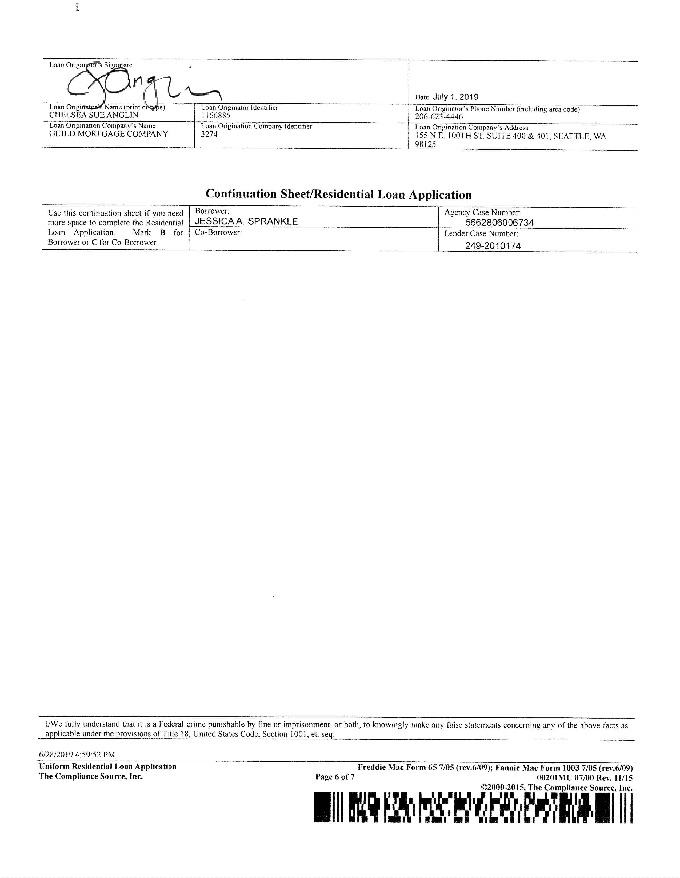 Loan Originator's Signature
Date July 1, 2019
Loan Originator's Name (print or type)
CHELSEA SUE ANGLIN
Loan Originator Identifier
1160885
Loan Originator's Phone Number (including area code)
206-623-4446
Loan Origination Company's Name
GUILD MORTGAGE COMPANY
Loan Origination Company Identifier
3274
Loan Origination Company's Address
155 N.E. 100TH ST, SUITE 400 & 401, SEATTLE, WA
98125
Continuation Sheet/Residential Loan Application
Use this continuation sheet if you need
more space to complete the Residential
Loan Application. Mark B for
Borrower or C for Co-Borrower
Borrower:
JESSICA A. SPRANKLE
Co-Borrower
Agency Case Number:
5662806006734
Lender Case Number:
249-2010174
I/We fully understand that it is a Federal crime punishable by fine or imprisonment, or both, to knowingly make any false statements concerning any of the above facts as
applicable under the provisions of Title 18, United States Code, Section 1001, et. seq.
6/28/2019 4:59:52 PM
Uniform Residential Loan Application
The Compliance Source, Inc.
Page 6 of 7
Freddie Mac Form 65 7/05 (rev.6/09); Fannie Mae Form 1003 7/05 (rev.6/09)
00201MU 07/00 Rev. 11/15
©2000-2015, The Compliance Source, Inc.